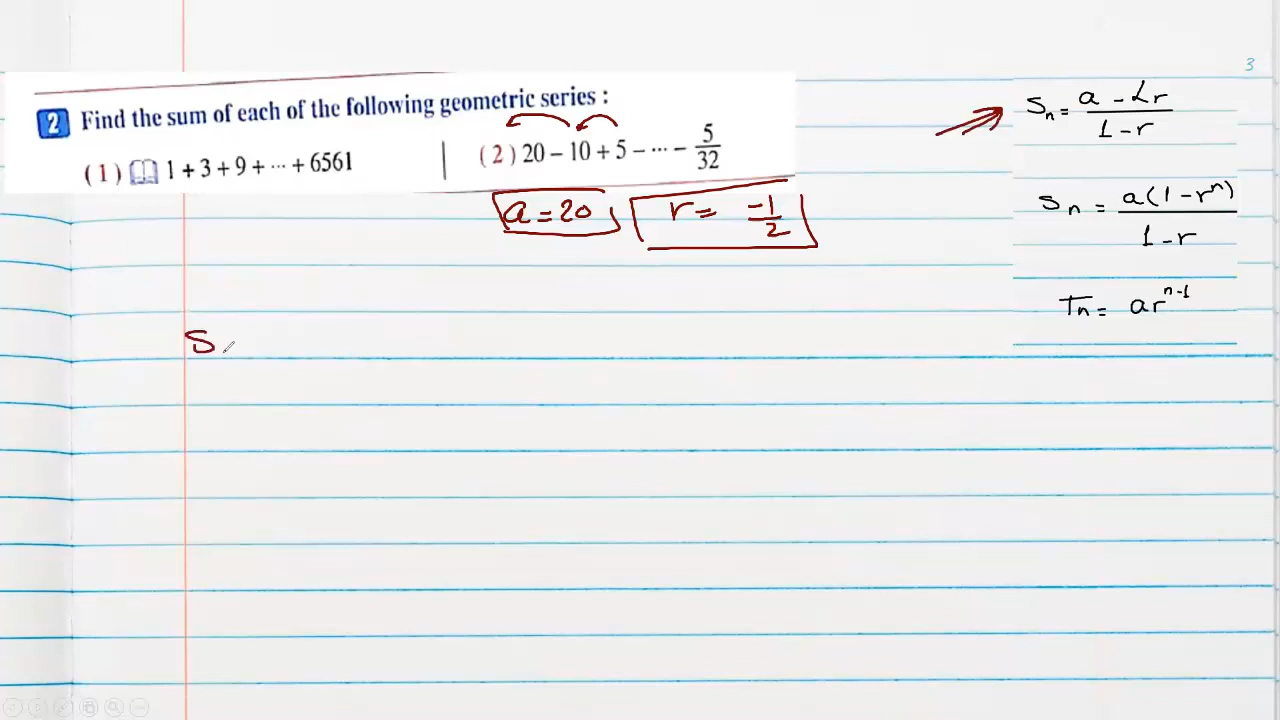 3
2 Find the sum of each of the following geometric series :
(1) 1 + 3 + 9 + ... + 6561
(2) 20 – 10 + 5 – ... – 5/32
a = 20 r = -1/2
S
Sn = a - Lr / 1 - r
Sn = a(1 - r^n) / 1 - r
Tn = ar^n-1